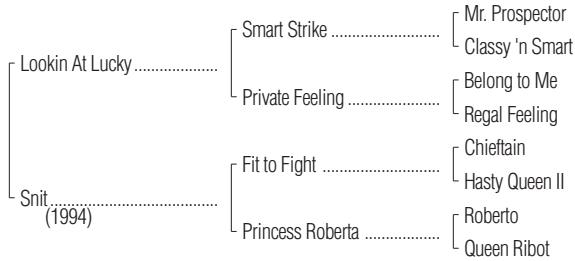 Mr. Prospector
Smart Strike ....................
Classy 'n Smart
Lookin At Lucky ...................
Belong to Me
Private Feeling ....................
Regal Feeling
Chieftain
Fit to Fight .........................
Hasty Queen II
Snit ......................................
(1994)
Roberto
Princess Roberta .................
Queen Ribot